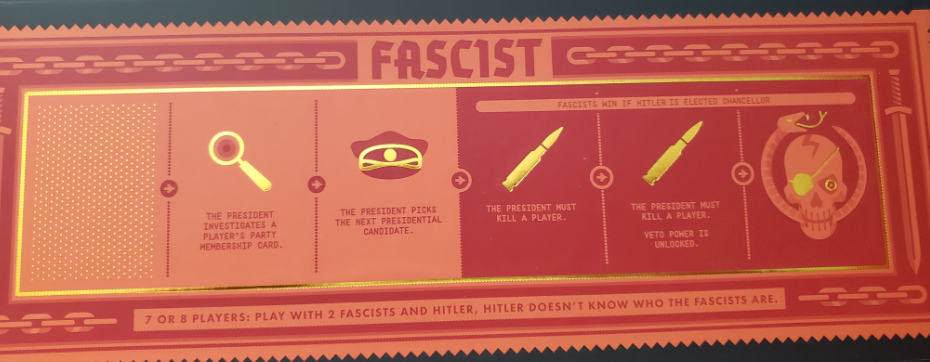 FASCIST
FASCISTS WIN IF HITLER IS ELECTED CHANCELLOR
THE PRESIDENT
INVESTIGATES A
PLAYER'S PARTY
MEMBERSHIP CARD.
THE PRESIDENT PICKS
THE NEXT PRESIDENTIAL
CANDIDATE.
THE PRESIDENT MUST
KILL A PLAYER.
THE PRESIDENT MUST
KILL A PLAYER.
VETO POWER IS
UNLOCKED.
7 OR 8 PLAYERS: PLAY WITH 2 FASCISTS AND HITLER, HITLER DOESN'T KNOW WHO THE FASCISTS ARE.